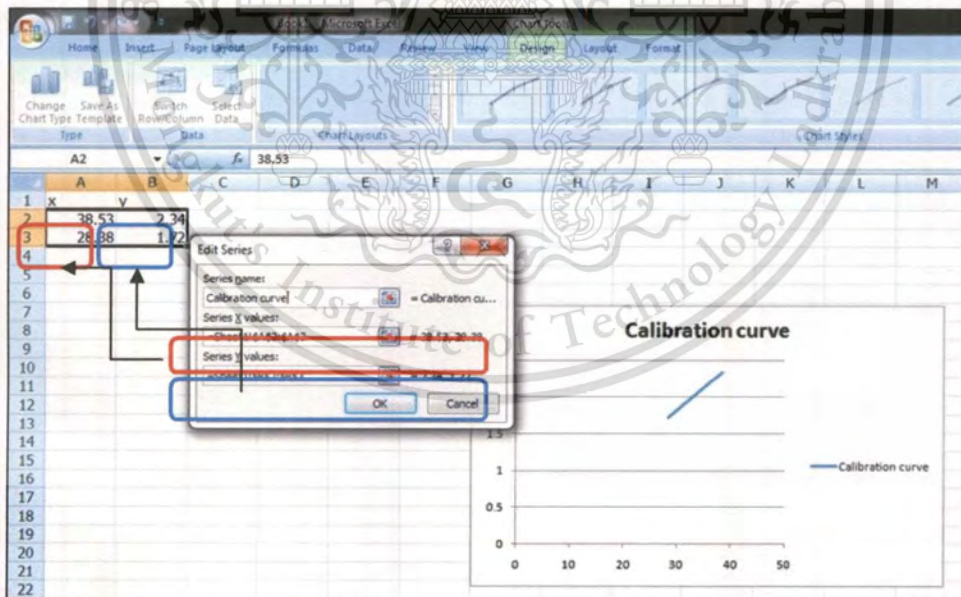 Book5 - Microsoft Excel
Chart Tools
Home Insert Page Layout Formulas Data Review View Design Layout Format
Change Chart Type
Save As Template
Switch Row/Column
Select Data
Type Data Chart Layouts Chart Styles
A2 fx 38.53
A B C D E F G H I J K L M
1 x y
2 38.53 2.34
3 28.38 1.72
4
5
6
7
8
9
10
11
12
13
14
15
16
17
18
19
20
21
22
Edit Series
Series name:
Calibration curve = Calibration cu...
Series X values:
Series Y values:
OK Cancel
Calibration curve
1.5
1
0.5
0
0 10 20 30 40 50
Calibration curve
Institute of Technology Ladkrab